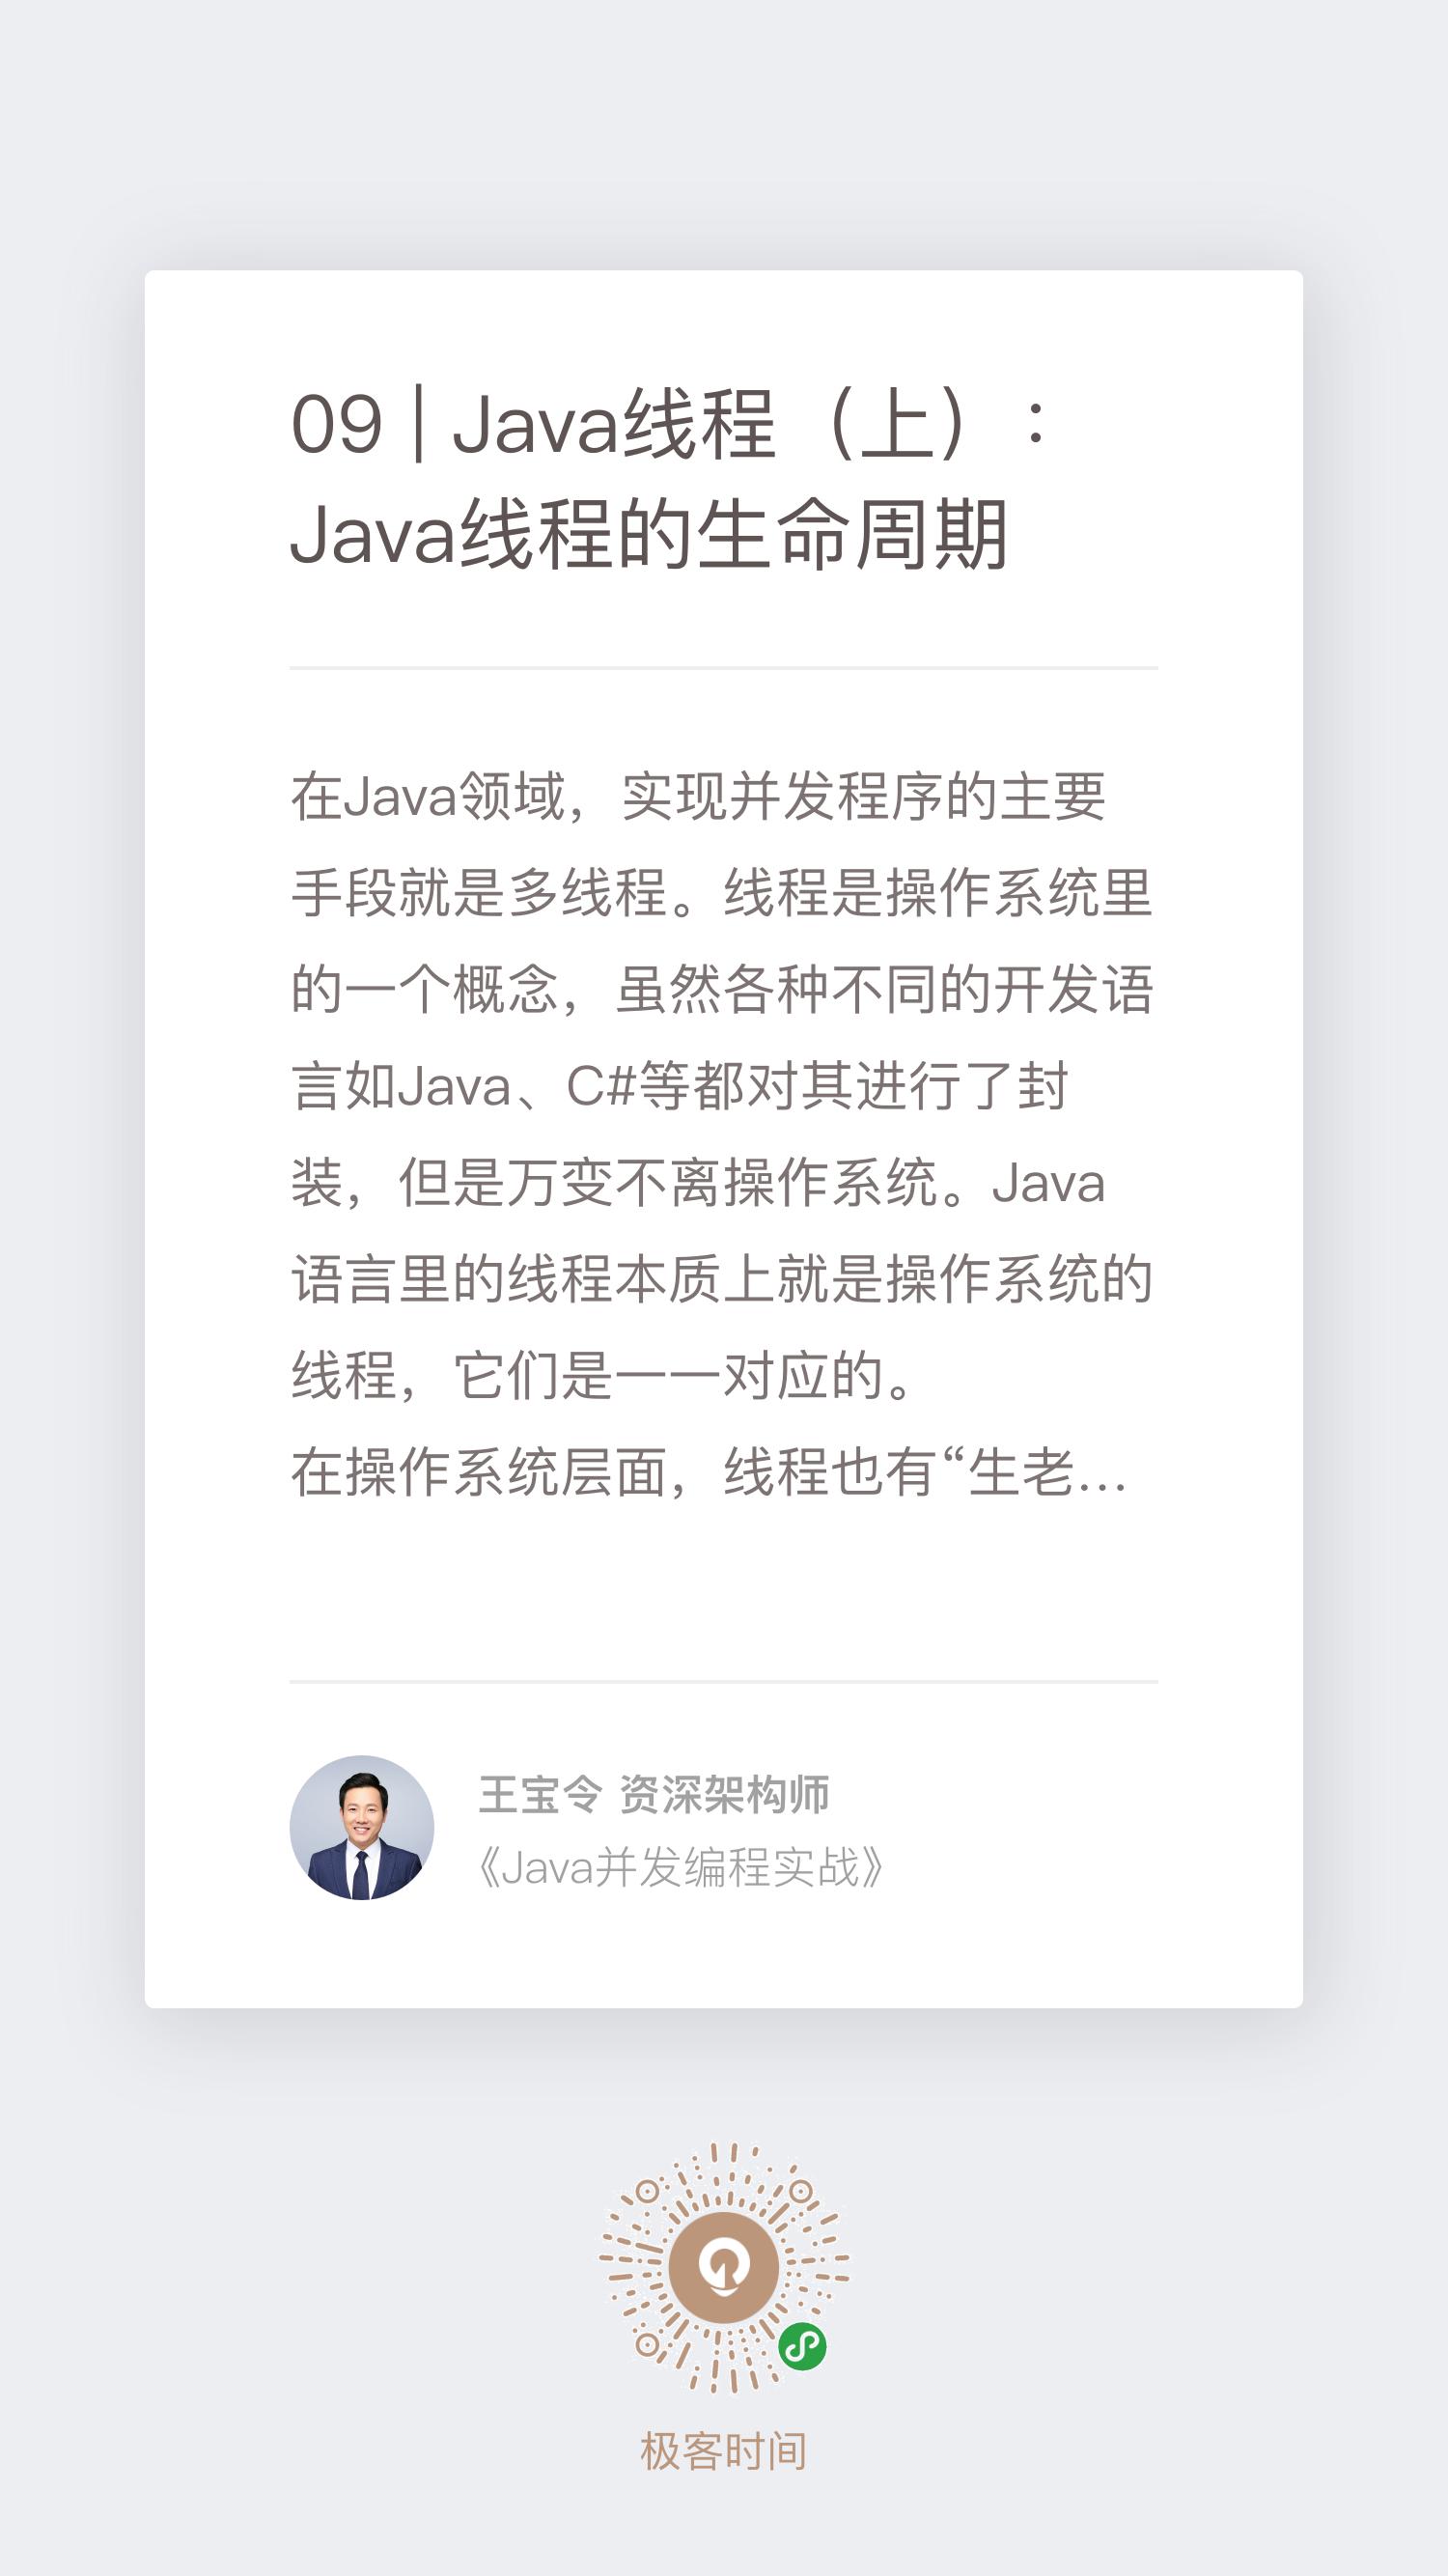 09 | Java线程（上）：
Java线程的生命周期
在Java领域，实现并发程序的主要
手段就是多线程。线程是操作系统里
的一个概念，虽然各种不同的开发语
言如Java、C#等都对其进行了封
装，但是万变不离操作系统。Java
语言里的线程本质上就是操作系统的
线程，它们是一一对应的。
在操作系统层面，线程也有“生老...
王宝令 资深架构师
《Java并发编程实战》
极客时间